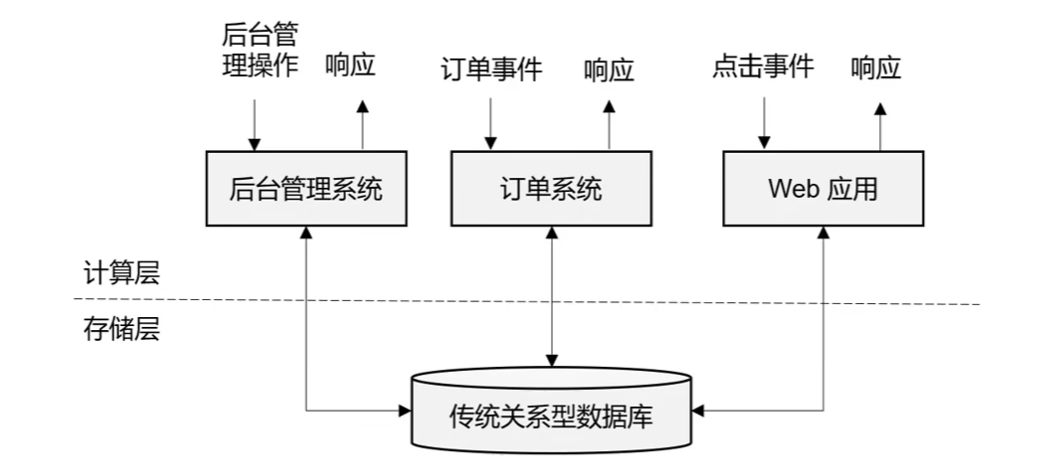 后台管
理操作
响应
订单事件
响应
点击事件
响应
后台管理系统
订单系统
Web 应用
计算层
存储层
传统关系型数据库